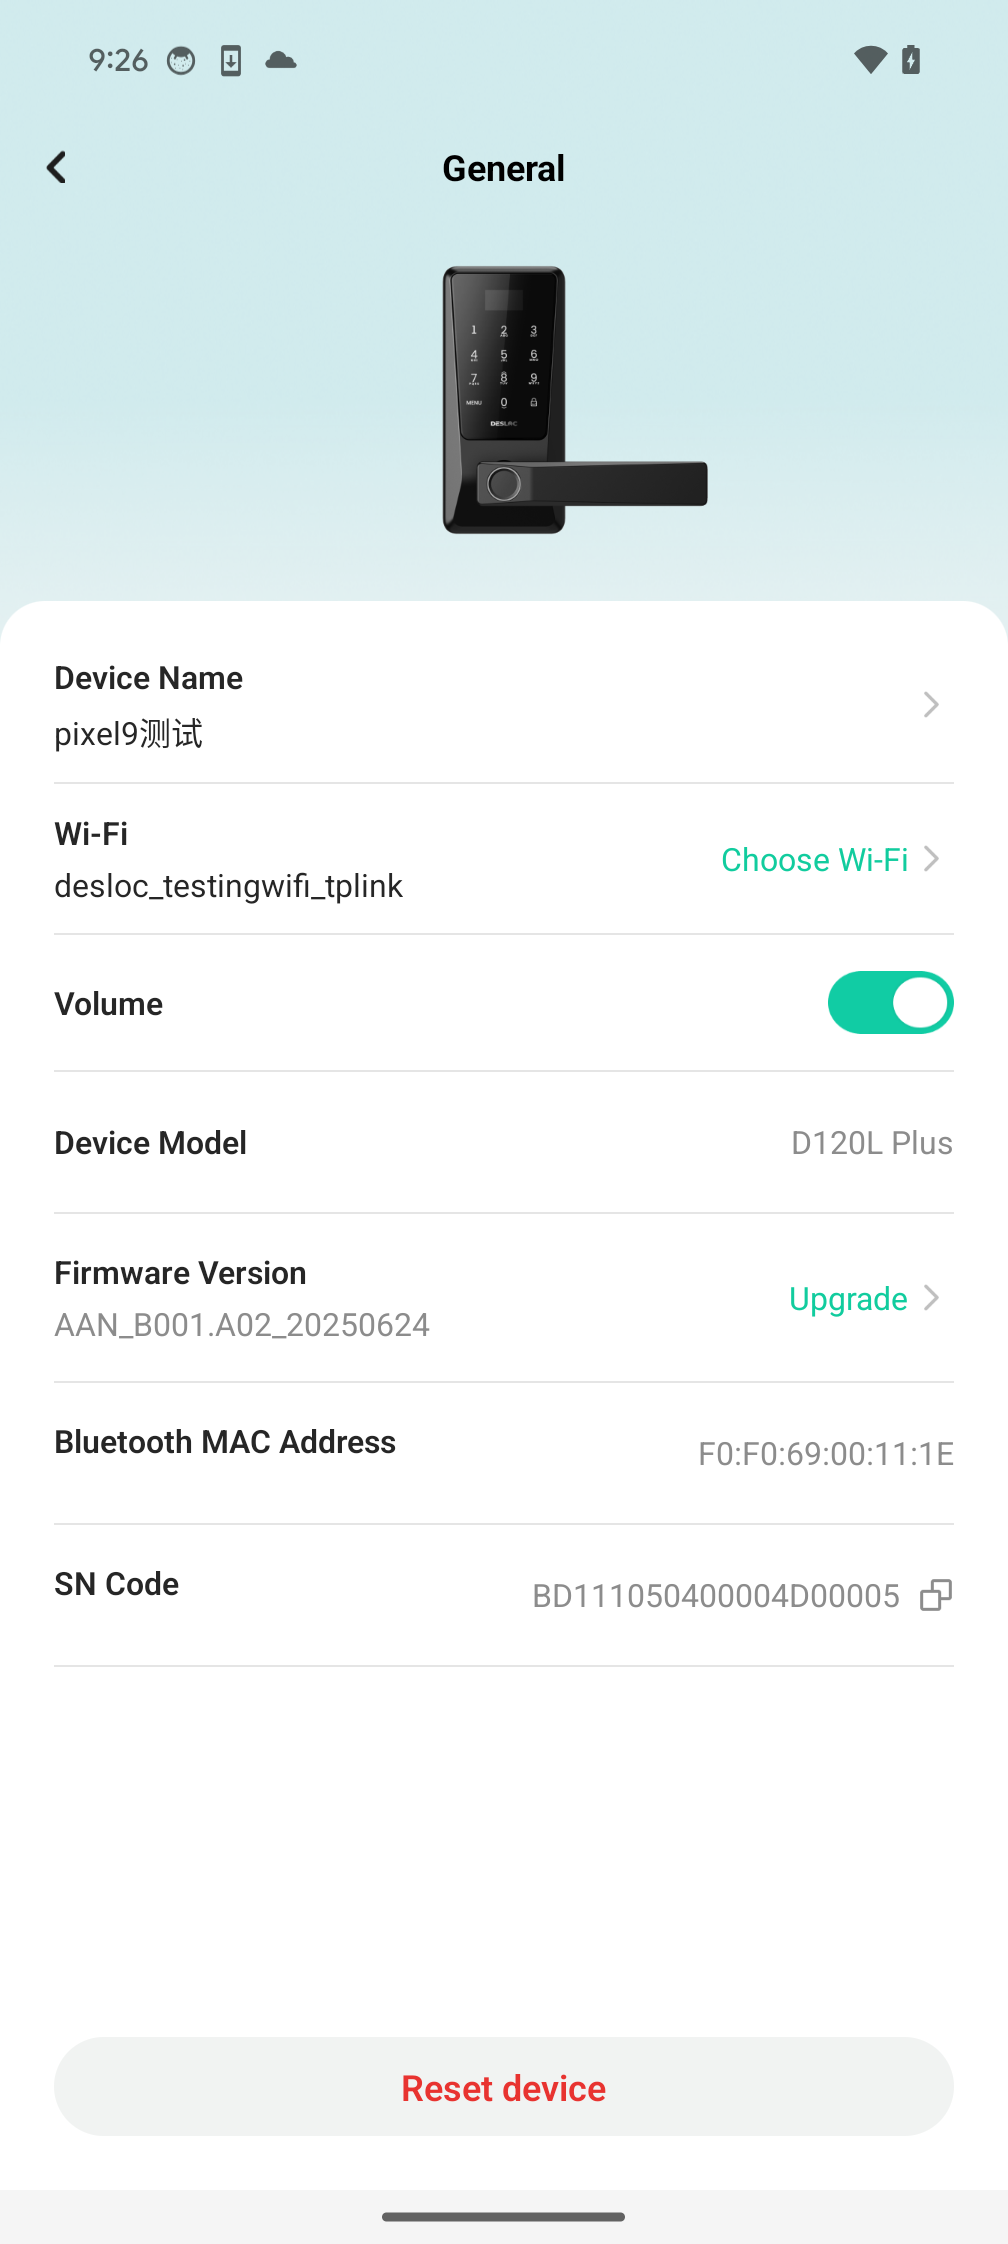 9:26
General
1 2 3
4 5 6
7 8 9
MENU 0
DESLOC
Device Name
pixel9测试
Wi-Fi
Choose Wi-Fi
desloc_testingwifi_tplink
Volume
Device Model
D120L Plus
Firmware Version
Upgrade
AAN_B001.A02_20250624
Bluetooth MAC Address
F0:F0:69:00:11:1E
SN Code
BD111050400004D00005
Reset device